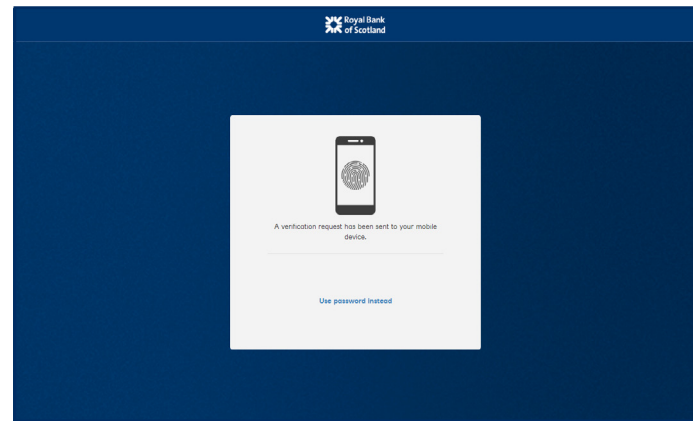 Royal Bank
of Scotland
A verification request has been sent to your mobile
device.
Use password instead